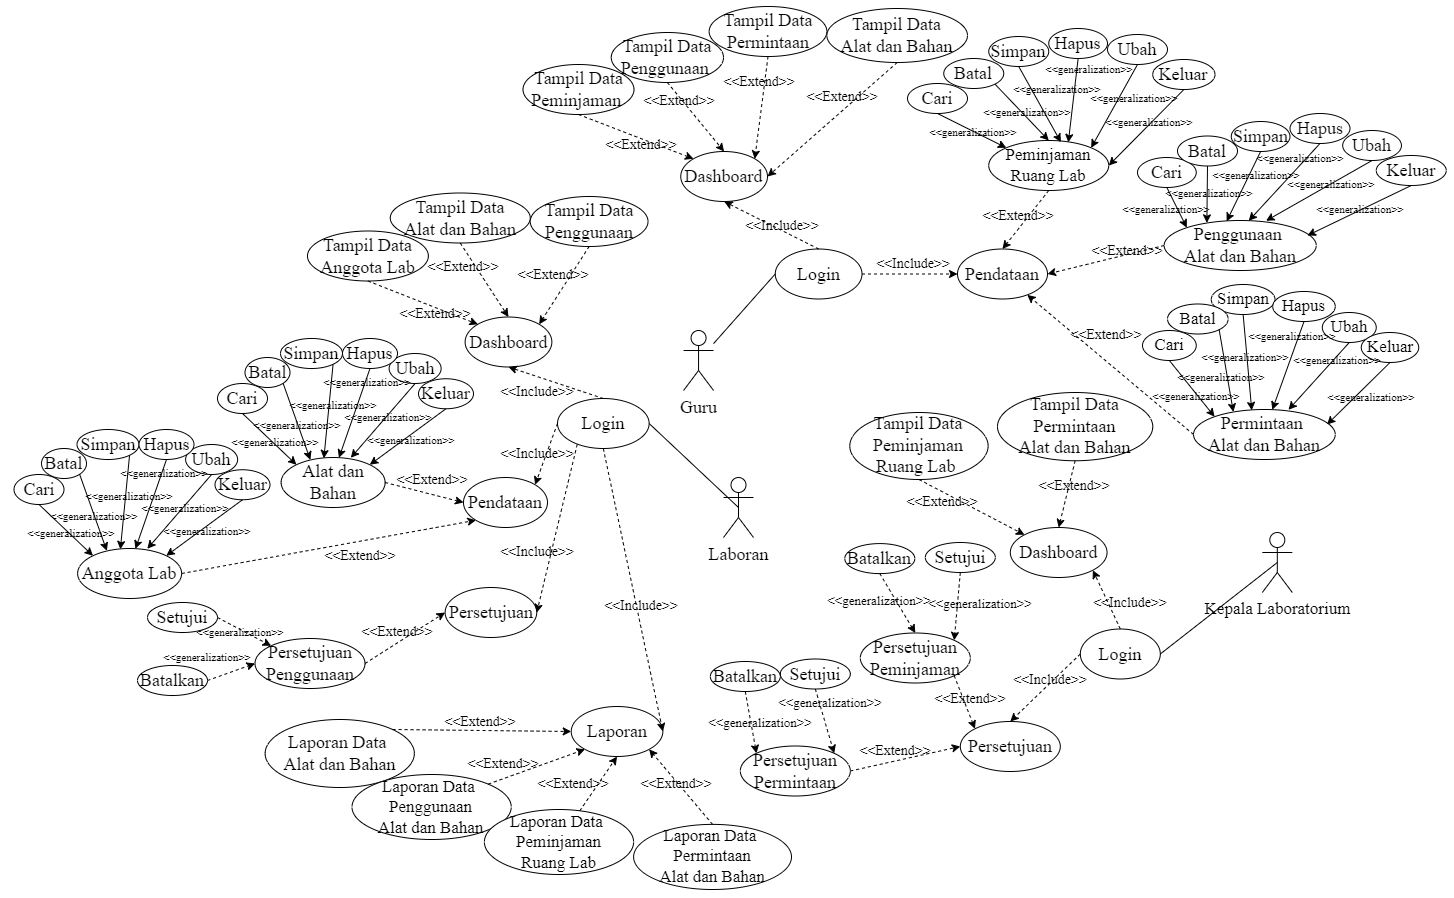 Tampil Data
Peminjaman
Tampil Data
Penggunaan
Tampil Data
Permintaan
Tampil Data
Alat dan Bahan
<<Extend>>
<<Extend>>
<<Extend>>
<<Extend>>
Dashboard
<<Include>>
Login
<<Include>>
Pendataan
Guru
Cari
Batal
Simpan
Hapus
Ubah
Keluar
<<generalization>>
<<generalization>>
<<generalization>>
<<generalization>>
<<generalization>>
<<generalization>>
Peminjaman
Ruang Lab
<<Extend>>
Cari
Batal
Simpan
Hapus
Ubah
Keluar
<<generalization>>
<<generalization>>
<<generalization>>
<<generalization>>
<<generalization>>
<<generalization>>
Penggunaan
Alat dan Bahan
<<Extend>>
Cari
Batal
Simpan
Hapus
Ubah
Keluar
<<generalization>>
<<generalization>>
<<generalization>>
<<generalization>>
<<generalization>>
<<generalization>>
Permintaan
Alat dan Bahan
<<Extend>>
Tampil Data
Anggota Lab
Tampil Data
Alat dan Bahan
Tampil Data
Penggunaan
<<Extend>>
<<Extend>>
<<Extend>>
Dashboard
<<Include>>
Login
Laboran
<<Include>>
Pendataan
Cari
Batal
Simpan
Hapus
Ubah
Keluar
<<generalization>>
<<generalization>>
<<generalization>>
<<generalization>>
<<generalization>>
<<generalization>>
Alat dan
Bahan
<<Extend>>
Cari
Batal
Simpan
Hapus
Ubah
Keluar
<<generalization>>
<<generalization>>
<<generalization>>
<<generalization>>
<<generalization>>
<<generalization>>
Anggota Lab
<<Extend>>
<<Include>>
Persetujuan
Setujui
<<generalization>>
Batalkan
<<generalization>>
Persetujuan
Penggunaan
<<Extend>>
<<Include>>
Laporan
<<Extend>>
Laporan Data
Alat dan Bahan
<<Extend>>
Laporan Data
Penggunaan
Alat dan Bahan
<<Extend>>
Laporan Data
Peminjaman
Ruang Lab
<<Extend>>
Laporan Data
Permintaan
Alat dan Bahan
Tampil Data
Peminjaman
Ruang Lab
Tampil Data
Permintaan
Alat dan Bahan
<<Extend>>
<<Extend>>
Dashboard
<<Include>>
Kepala Laboratorium
Login
<<Include>>
Persetujuan
Batalkan
Setujui
<<generalization>>
<<generalization>>
Persetujuan
Peminjaman
<<Extend>>
Batalkan
Setujui
<<generalization>>
<<generalization>>
Persetujuan
Permintaan
<<Extend>>